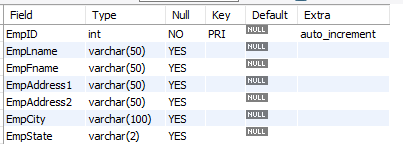 Field Type Null Key Default Extra
EmpID int NO PRI NULL auto_increment
EmpLname varchar(50) YES NULL
EmpFname varchar(50) YES NULL
EmpAddress1 varchar(50) YES NULL
EmpAddress2 varchar(50) YES NULL
EmpCity varchar(100) YES NULL
EmpState varchar(2) YES NULL